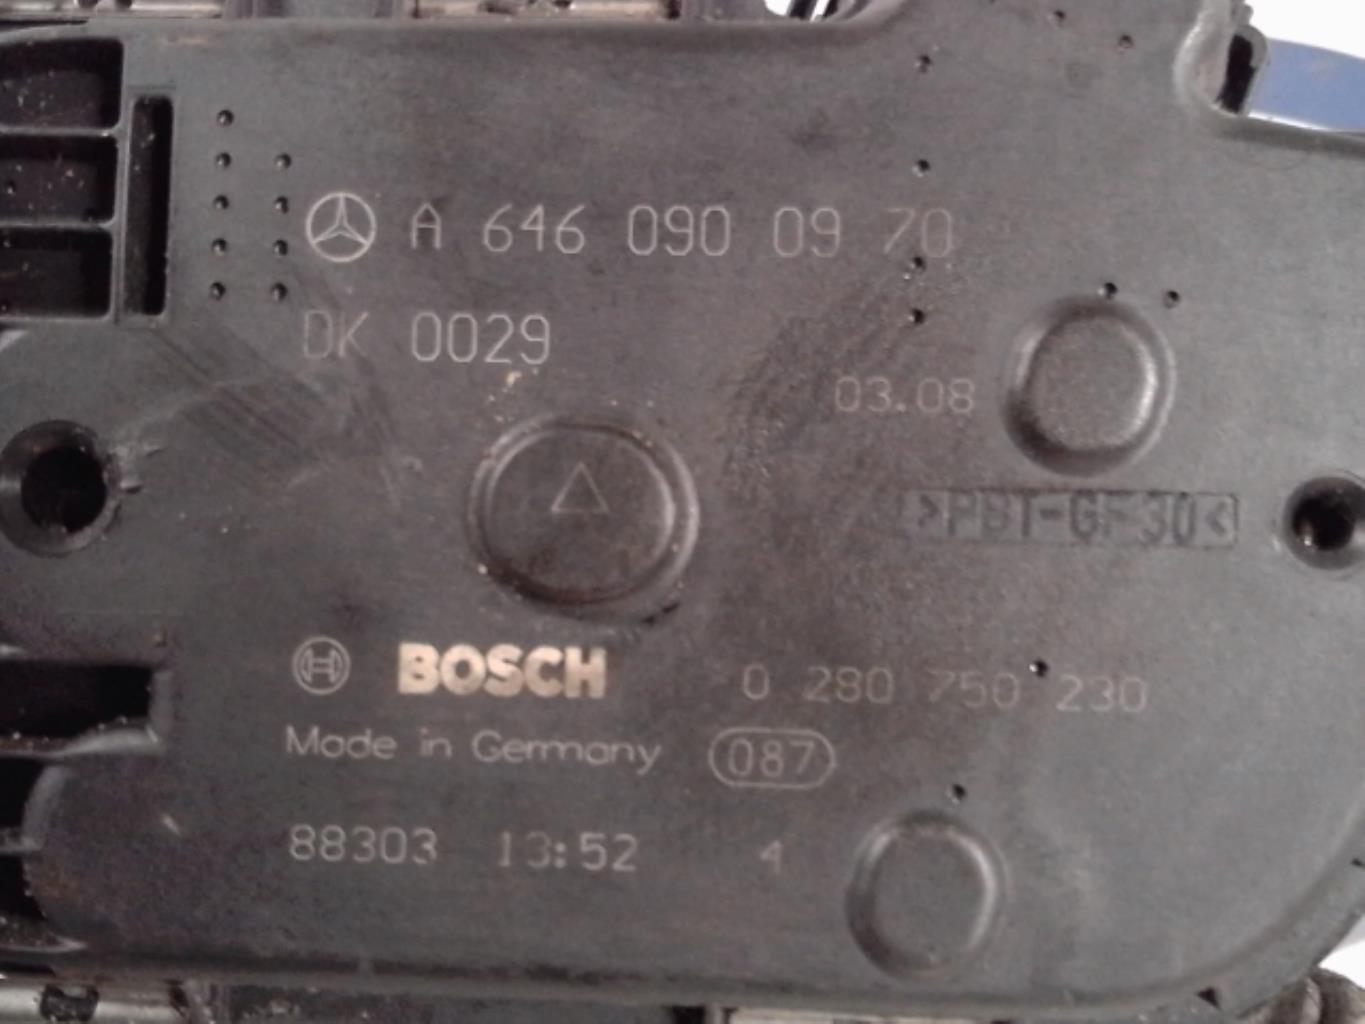 A 646 090 09 70
DK 0029
03.08
>PBT-GF30<
BOSCH 0 280 750 230
Made in Germany 087
88303 13:52 4